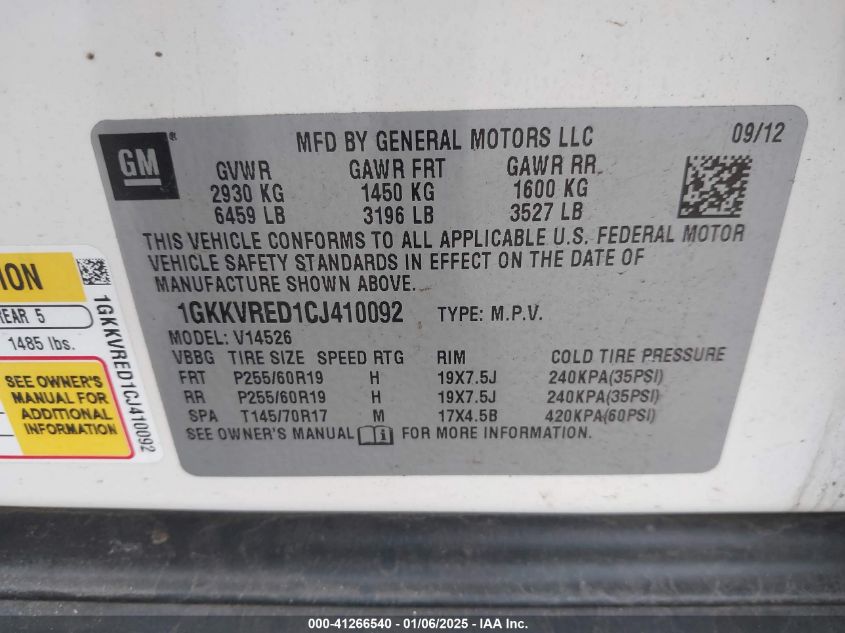 GM ®
MFD BY GENERAL MOTORS LLC 09/12
GVWR GAWR FRT GAWR RR
2930 KG 1450 KG 1600 KG
6459 LB 3196 LB 3527 LB
THIS VEHICLE CONFORMS TO ALL APPLICABLE U.S. FEDERAL MOTOR
VEHICLE SAFETY STANDARDS IN EFFECT ON THE DATE OF
MANUFACTURE SHOWN ABOVE.
1GKKVRED1CJ410092 TYPE: M.P.V.
MODEL: V14526
VBBG TIRE SIZE SPEED RTG RIM COLD TIRE PRESSURE
FRT P255/60R19 H 19X7.5J 240KPA(35PSI)
RR P255/60R19 H 19X7.5J 240KPA(35PSI)
SPA T145/70R17 M 17X4.5B 420KPA(60PSI)
SEE OWNER'S MANUAL FOR MORE INFORMATION.
REAR 5
1485 lbs.
SEE OWNER'S
MANUAL FOR
ADDITIONAL
INFORMATION
1GKKVRED1CJ410092
000-41266540 - 01/06/2025 - IAA Inc.